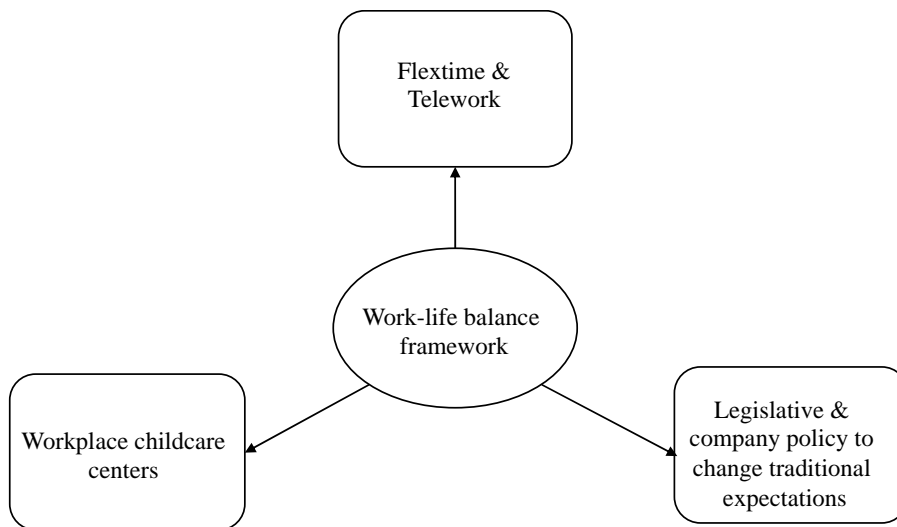 Flextime &
Telework
Work-life balance
framework
Workplace childcare
centers
Legislative &
company policy to
change traditional
expectations